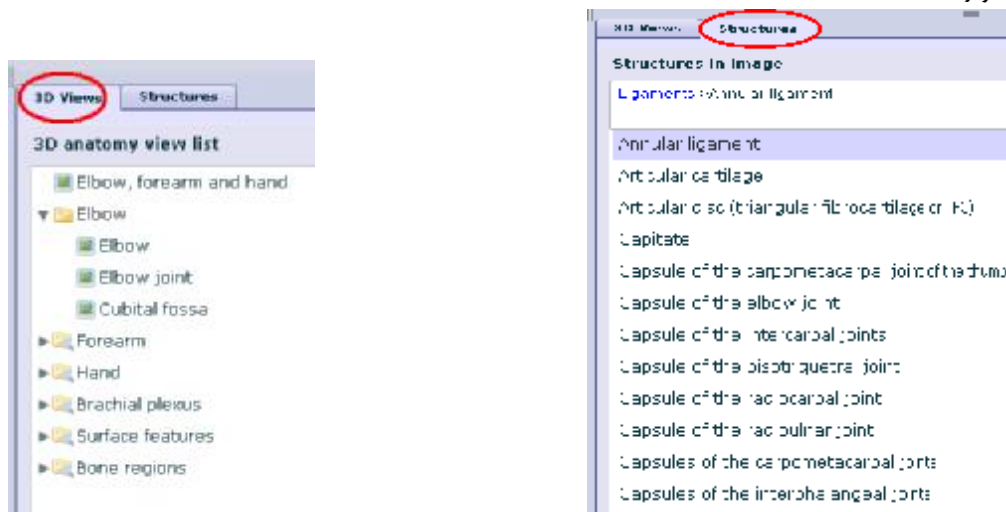 3D Views Structures
3D anatomy view list
Elbow, forearm and hand
Elbow
Elbow
Elbow joint
Cubital fossa
Forearm
Hand
Brachial plexus
Surface features
Bone regions
3D Views Structures
Structures in image
Ligaments > Annular ligament
Annular ligament
Articular cartilage
Articular disc (triangular fibrocartilage or
Capitate
Capsule of the carpometacarpal joint of the thumb
Capsule of the elbow joint
Capsule of the intercarpal joints
Capsule of the pisotriquetral joint
Capsule of the radiocarpal joint
Capsule of the radioulnar joint
Capsules of the carpometacarpal joints
Capsules of the interphalangeal joints